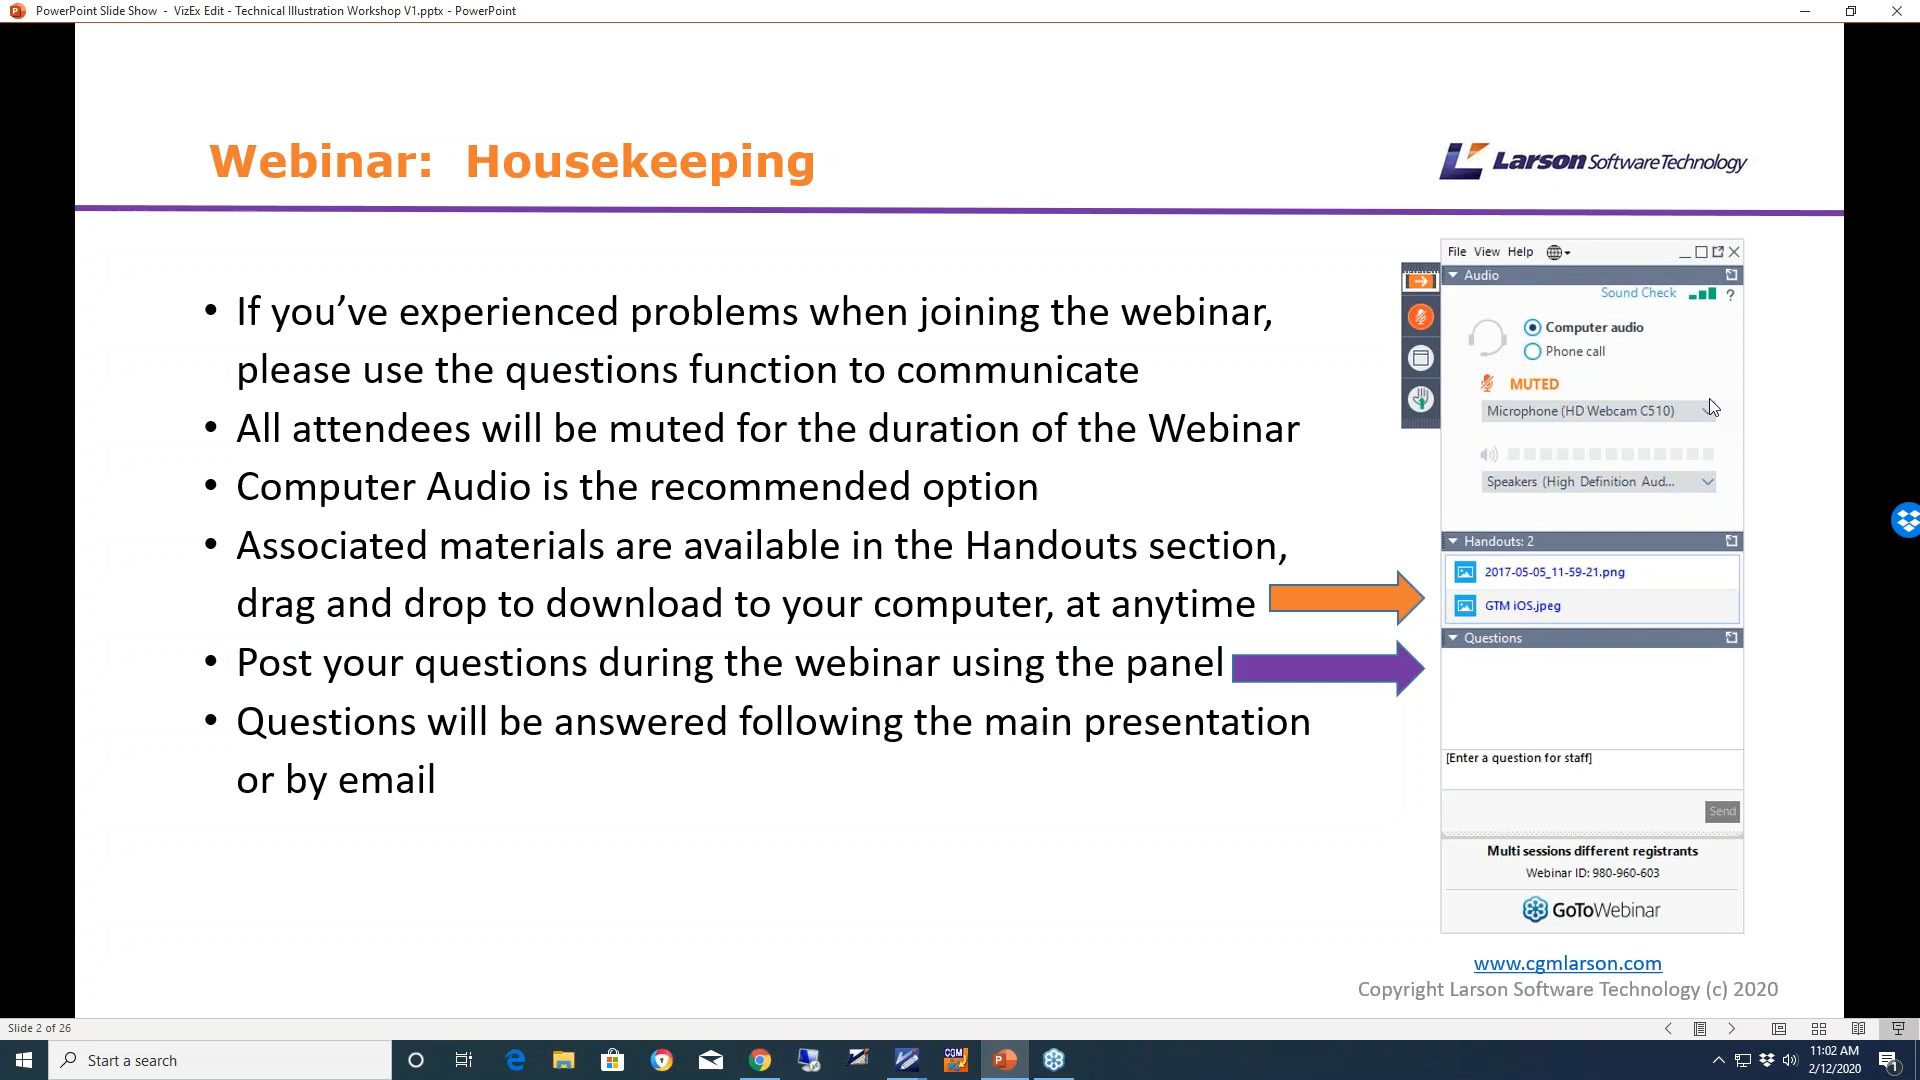 PowerPoint Slide Show - VizEx Edit - Technical Illustration Workshop V1.pptx - PowerPoint
Webinar: Housekeeping
Larson Software Technology
• If you’ve experienced problems when joining the webinar,
please use the questions function to communicate
• All attendees will be muted for the duration of the Webinar
• Computer Audio is the recommended option
• Associated materials are available in the Handouts section,
drag and drop to download to your computer, at anytime
• Post your questions during the webinar using the panel
• Questions will be answered following the main presentation
or by email
File View Help
Audio
Sound Check ?
Computer audio
Phone call
MUTED
Microphone (HD Webcam C510)
Speakers (High Definition Aud...
Handouts: 2
2017-05-05_11-59-21.png
GTM iOS.jpeg
Questions
[Enter a question for staff]
Send
Multi sessions different registrants
Webinar ID: 980-960-603
GoToWebinar
www.cgmlarson.com
Copyright Larson Software Technology (c) 2020
Slide 2 of 26
Start a search
CGM
11:02 AM
2/12/2020
1